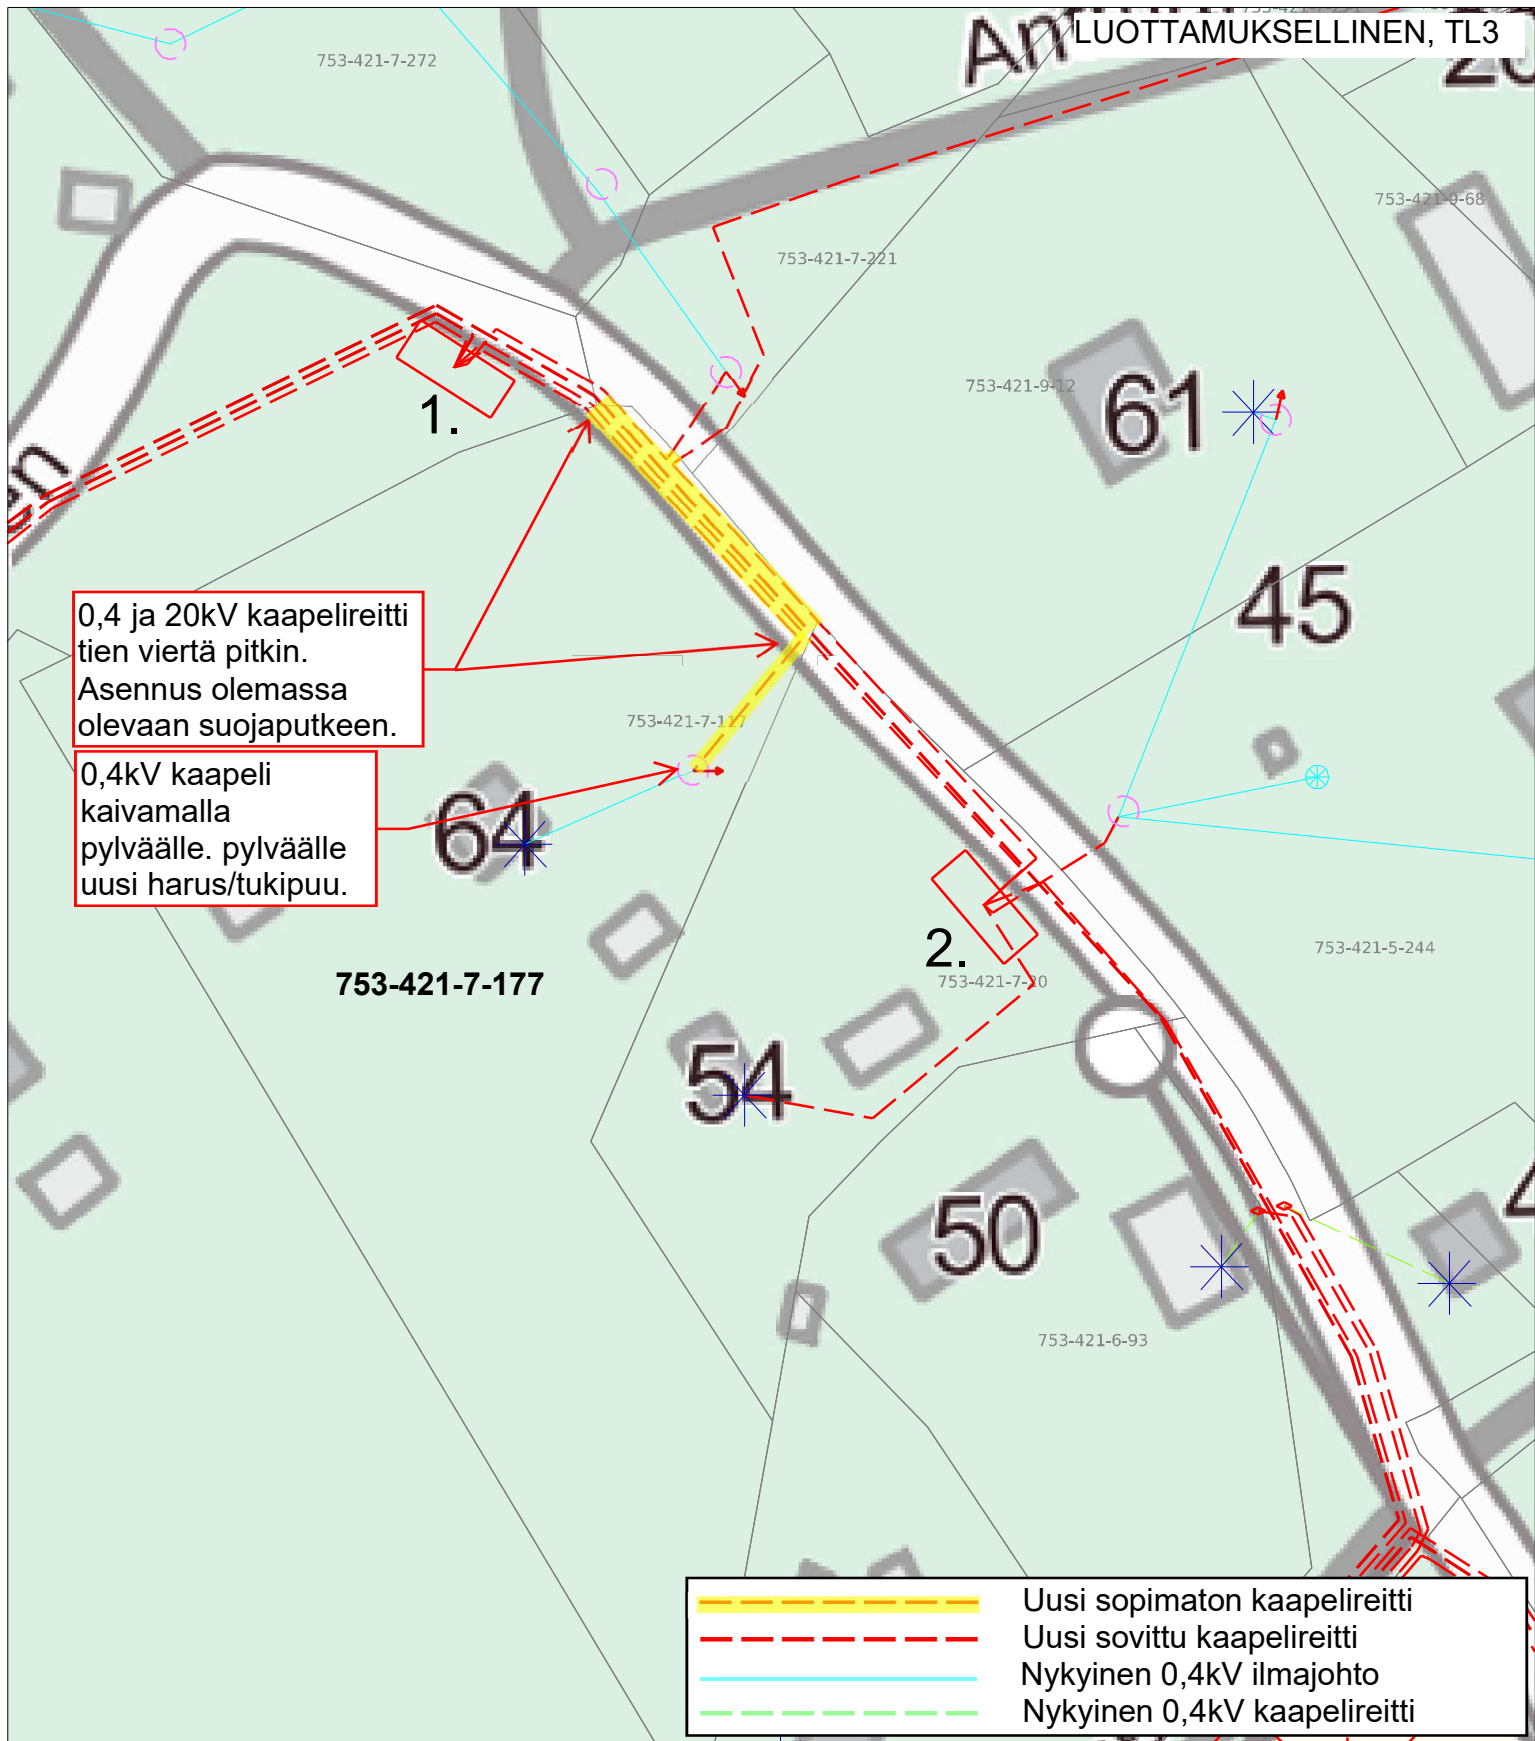 LUOTTAMUKSELLINEN, TL3
753-421-7-272
753-421-9-68
753-421-7-221
753-421-9-12
61
1.
45
0,4 ja 20kV kaapelireitti
tien viertä pitkin.
Asennus olemassa
olevaan suojaputkeen.
753-421-7-117
0,4kV kaapeli
kaivamalla
pylväälle. pylväälle
uusi harus/tukipuu.
64
2.
753-421-5-244
753-421-7-177
753-421-7-20
54
50
753-421-6-93
Uusi sopimaton kaapelireitti
Uusi sovittu kaapelireitti
Nykyinen 0,4kV ilmajohto
Nykyinen 0,4kV kaapelireitti